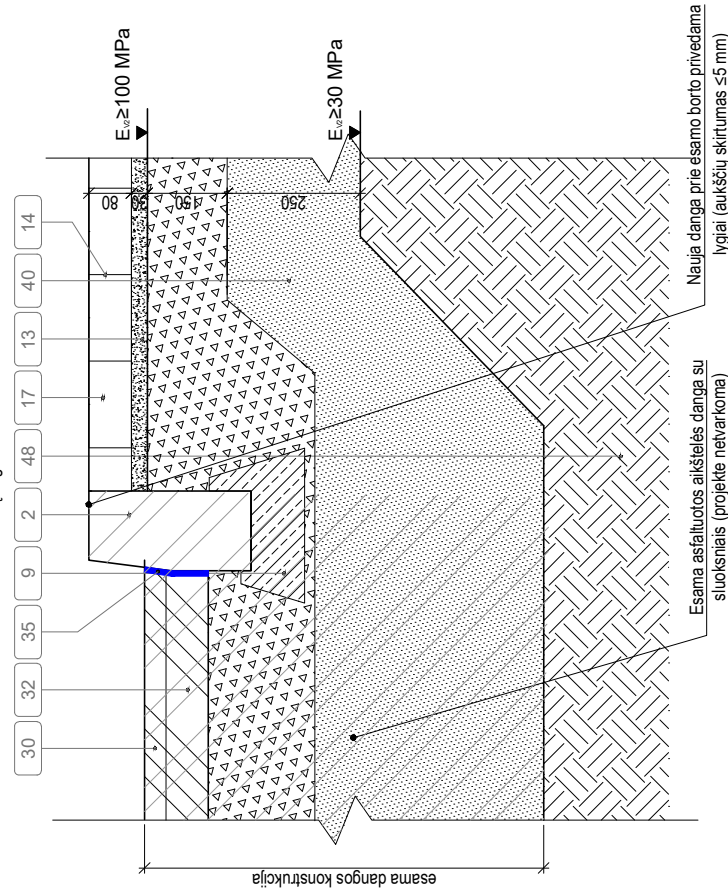 30
32
35
9
2
48
17
13
40
14
80
30
150
250
Ev2≥100 MPa
Ev2≥30 MPa
esama dangos konstrukcija
Esama asfaltuotos aikštelės danga su
sluoksniais (projekte netvarkoma)
Nauja danga prie esamo borto privedama
lygiai (aukščių skirtumas ≤5 mm)